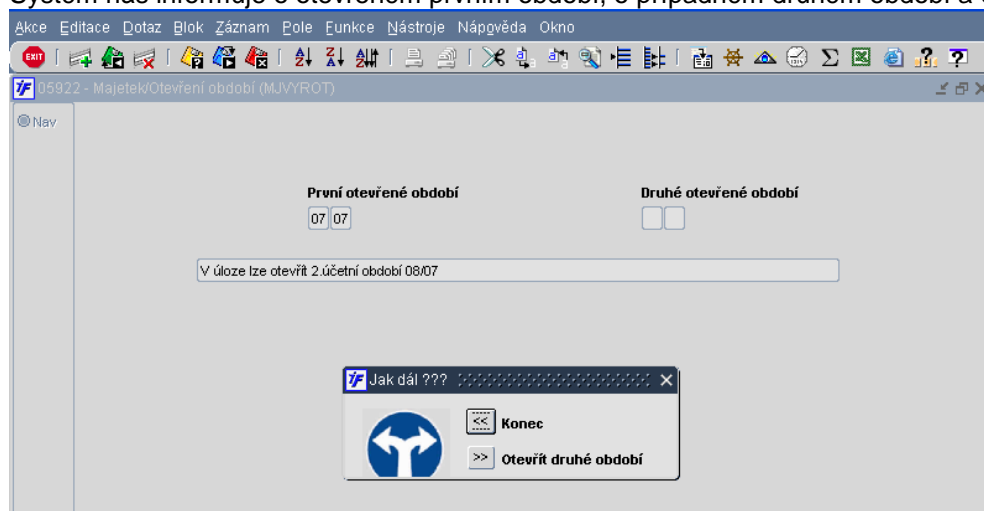 Systém nás informuje o otevřeném prvním období, o případném druhém období a
Akce Editace Dotaz Blok Záznam Pole Funkce Nástroje Nápověda Okno
EXIT
05922 - Majetek/Otevření období (MJVYROT)
Nav
První otevřené období Druhé otevřené období
07 07
V úloze lze otevřít 2.účetní období 08/07
Jak dál ???
<< Konec
>> Otevřít druhé období